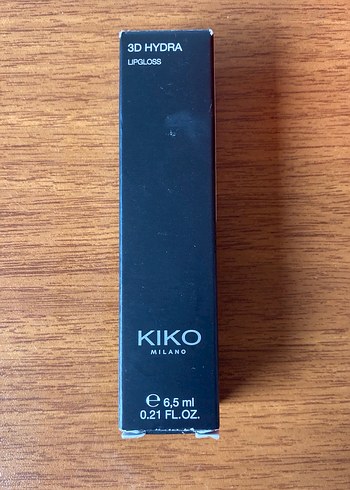 3D HYDRA
LIPGLOSS
KIKO
MILANO
℮ 6,5 ml
0.21 FL.OZ.